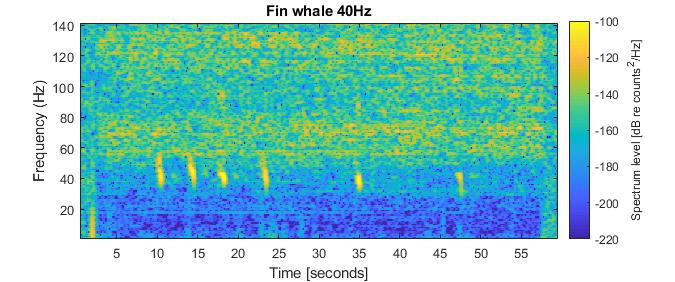 Fin whale 40Hz
140
120
100
80
60
40
20
Frequency (Hz)
5 10 15 20 25 30 35 40 45 50 55
Time [seconds]
-100
-120
-140
-160
-180
-200
-220
Spectrum level [dB re counts²/Hz]